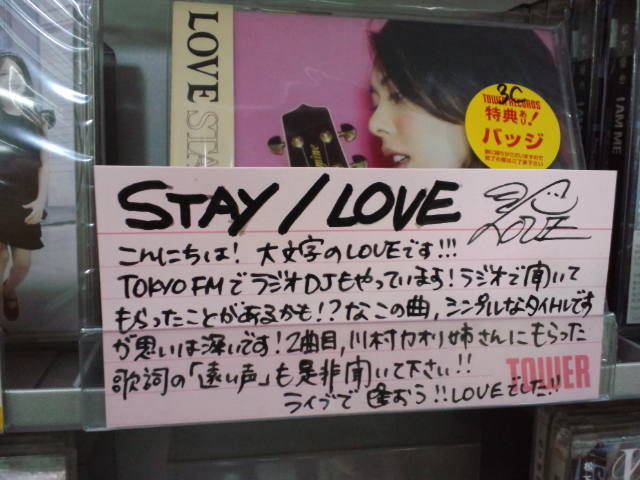 LOVE STA
3C
TOWER RECORDS
特典あり!
バッジ
I AM ME
STAY / LOVE
LOVE
こんにちは! 大文字のLOVEです!!!
TOKYO FMでラジオDJもやっています!ラジオで聞いて
もらったことがあるかも!?なこの曲,シンプルなタイトルです
が思いは深いです!2曲目,川村カオリ姉さんにもらった
歌詞の「遠い声」も是非聞いて下さい!!
ライブで逢おう!!LOVEでした!!
TOWER